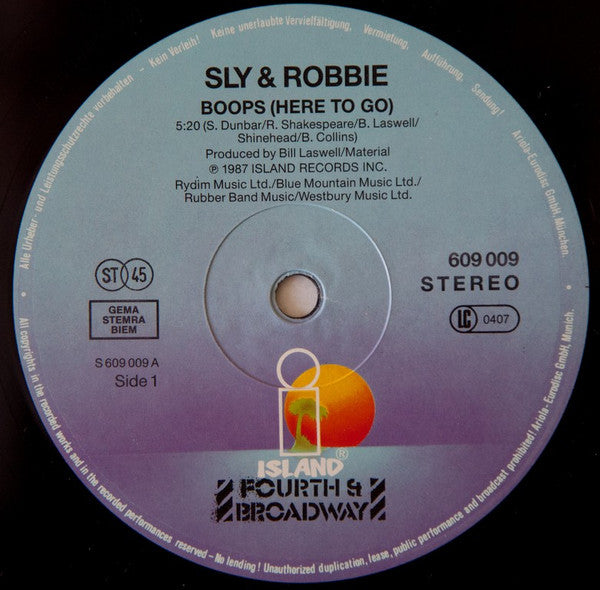 Alle Urheber- und Leistungsschutzrechte vorbehalten - Kein Verleih! Keine unerlaubte Vervielfältigung, Vermietung, Aufführung, Sendung! Ariola-Eurodisc GmbH, München.
SLY & ROBBIE
BOOPS (HERE TO GO)
5:20 (S. Dunbar/R. Shakespeare/B. Laswell/
Shinehead/B. Collins)
Produced by Bill Laswell/Material
℗ 1987 ISLAND RECORDS INC.
Rydim Music Ltd./Blue Mountain Music Ltd./
Rubber Band Music/Westbury Music Ltd.
ST 45
609 009
STEREO
GEMA
STEMRA
BIEM
LC 0407
S 609 009 A
Side 1
i
ISLAND ®
FOURTH &
BROADWAY
All copyrights in the recorded works and in the recorded performances reserved – No lending! Unauthorized duplication, lease, public performance and broadcast prohibited! Ariola-Eurodisc GmbH, Munich.